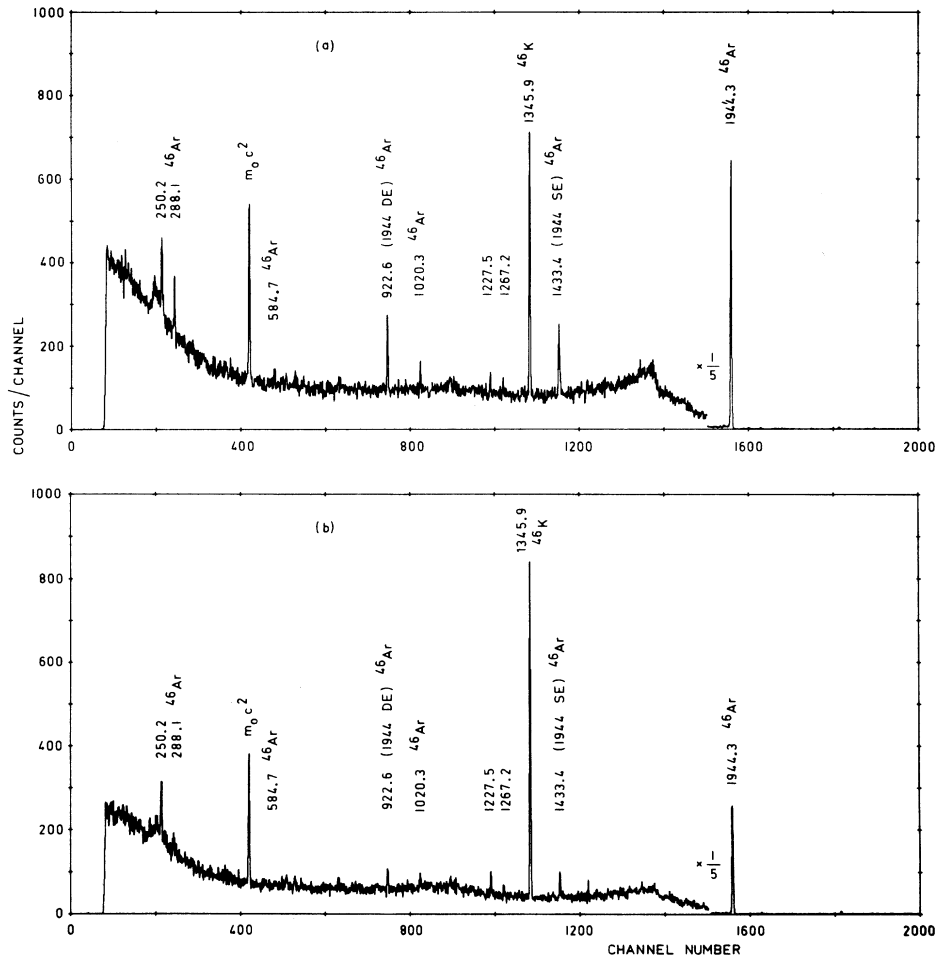 1000
800
600
400
200
0
COUNTS / CHANNEL
(a)
250.2
288.1 ⁴⁶Ar
m₀c²
584.7 ⁴⁶Ar
922.6 (1944 DE) ⁴⁶Ar
1020.3 ⁴⁶Ar
1227.5
1267.2
1345.9 ⁴⁶K
1433.4 (1944 SE) ⁴⁶Ar
× 1/5
1944.3 ⁴⁶Ar
0 400 800 1200 1600 2000
1000
800
600
400
200
0
(b)
250.2
288.1 ⁴⁶Ar
m₀c²
584.7 ⁴⁶Ar
922.6 (1944 DE) ⁴⁶Ar
1020.3 ⁴⁶Ar
1227.5
1267.2
1345.9
⁴⁶K
1433.4 (1944 SE) ⁴⁶Ar
× 1/5
1944.3 ⁴⁶Ar
0 400 800 1200 1600 2000
CHANNEL NUMBER